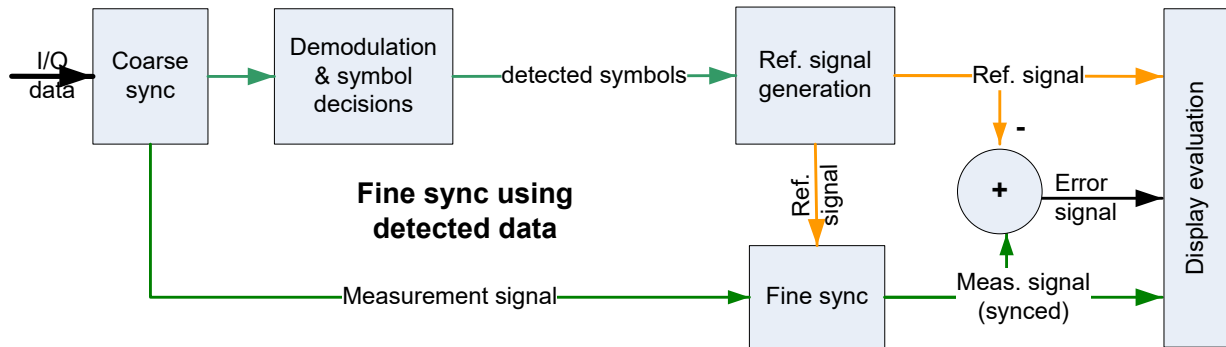 I/Q
data
Coarse
sync
Demodulation
& symbol
decisions
detected symbols
Ref. signal
generation
Ref. signal
-
+
Error
signal
Display evaluation
Fine sync using
detected data
Ref.
signal
Measurement signal
Fine sync
Meas. signal
(synced)